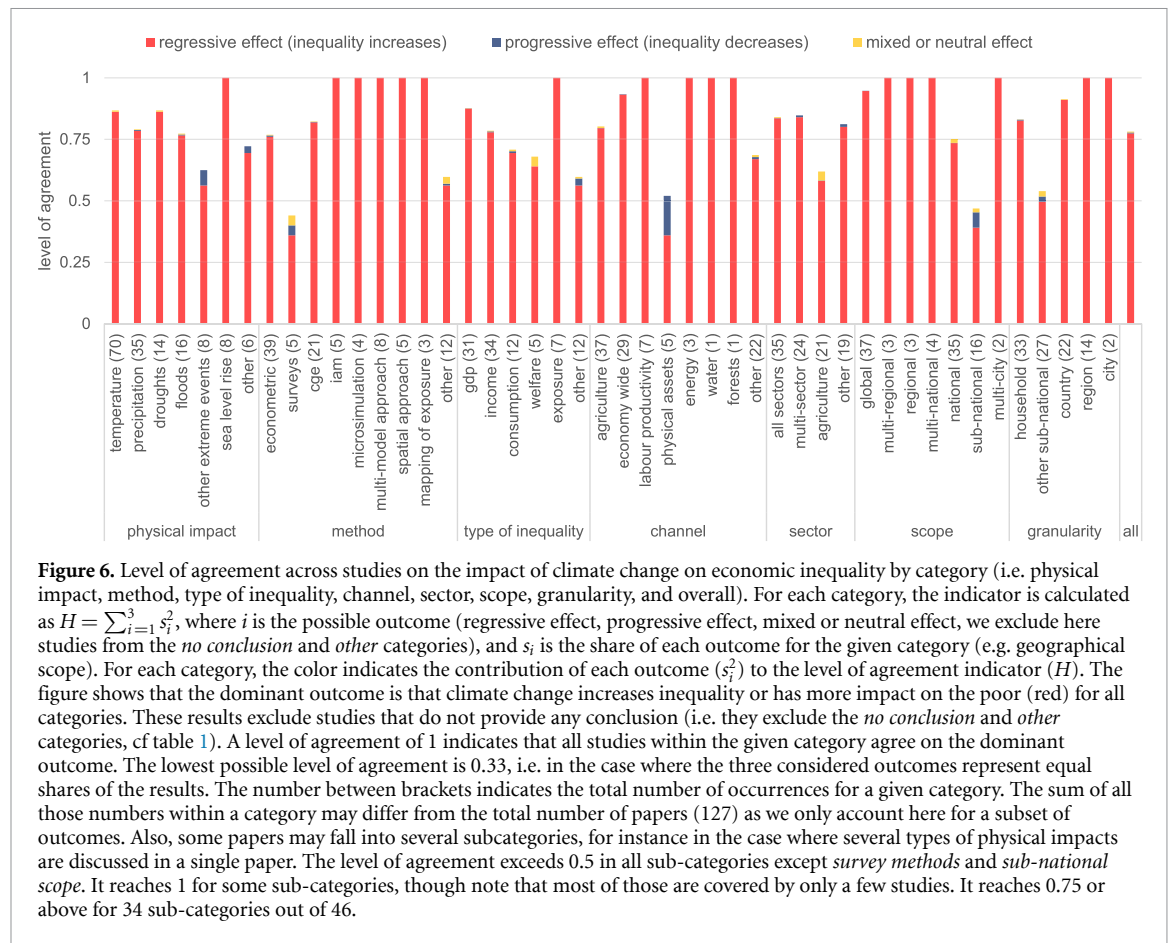 regressive effect (inequality increases) progressive effect (inequality decreases) mixed or neutral effect
level of agreement
1
0.75
0.5
0.25
0
temperature (70)
precipitation (35)
droughts (14)
floods (16)
other extreme events (8)
sea level rise (8)
other (6)
econometric (39)
surveys (5)
cge (21)
iam (5)
microsimulation (4)
multi-model approach (8)
spatial approach (5)
mapping of exposure (3)
other (12)
gdp (31)
income (34)
consumption (12)
welfare (5)
exposure (7)
other (12)
agriculture (37)
economy wide (29)
labour productivity (7)
physical assets (5)
energy (3)
water (1)
forests (1)
other (22)
all sectors (35)
multi-sector (24)
agriculture (21)
other (19)
global (37)
multi-regional (3)
regional (3)
multi-national (4)
national (35)
sub-national (16)
multi-city (2)
household (33)
other sub-national (27)
country (22)
region (14)
city (2)
physical impact method type of inequality channel sector scope granularity all
Figure 6. Level of agreement across studies on the impact of climate change on economic inequality by category (i.e. physical
impact, method, type of inequality, channel, sector, scope, granularity, and overall). For each category, the indicator is calculated
as H = ∑³ᵢ₌₁ sᵢ², where i is the possible outcome (regressive effect, progressive effect, mixed or neutral effect, we exclude here
studies from the no conclusion and other categories), and sᵢ is the share of each outcome for the given category (e.g. geographical
scope). For each category, the color indicates the contribution of each outcome (sᵢ²) to the level of agreement indicator (H). The
figure shows that the dominant outcome is that climate change increases inequality or has more impact on the poor (red) for all
categories. These results exclude studies that do not provide any conclusion (i.e. they exclude the no conclusion and other
categories, cf table 1). A level of agreement of 1 indicates that all studies within the given category agree on the dominant
outcome. The lowest possible level of agreement is 0.33, i.e. in the case where the three considered outcomes represent equal
shares of the results. The number between brackets indicates the total number of occurrences for a given category. The sum of all
those numbers within a category may differ from the total number of papers (127) as we only account here for a subset of
outcomes. Also, some papers may fall into several subcategories, for instance in the case where several types of physical impacts
are discussed in a single paper. The level of agreement exceeds 0.5 in all sub-categories except survey methods and sub-national
scope. It reaches 1 for some sub-categories, though note that most of those are covered by only a few studies. It reaches 0.75 or
above for 34 sub-categories out of 46.